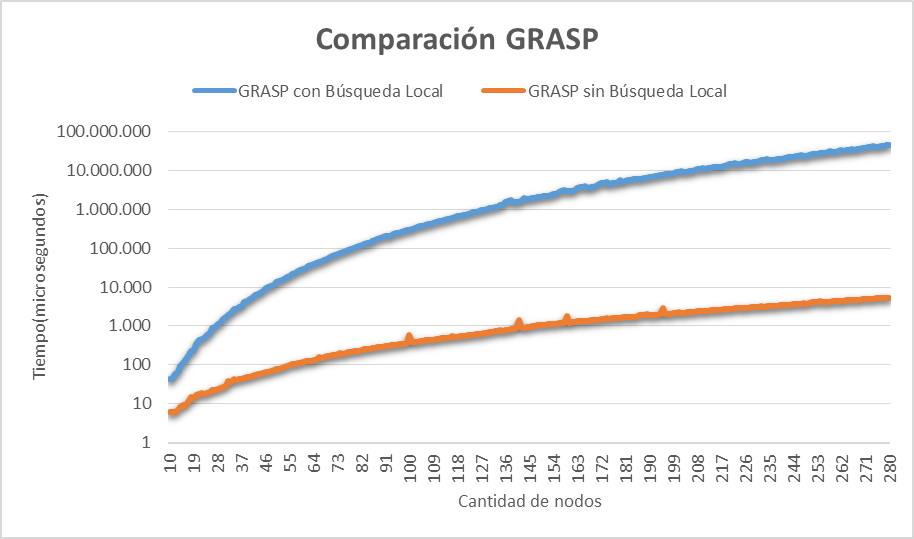 Comparación GRASP
GRASP con Búsqueda Local
GRASP sin Búsqueda Local
Tiempo(microsegundos)
100.000.000
10.000.000
1.000.000
100.000
10.000
1.000
100
10
1
10 19 28 37 46 55 64 73 82 91 100 109 118 127 136 145 154 163 172 181 190 199 208 217 226 235 244 253 262 271 280
Cantidad de nodos